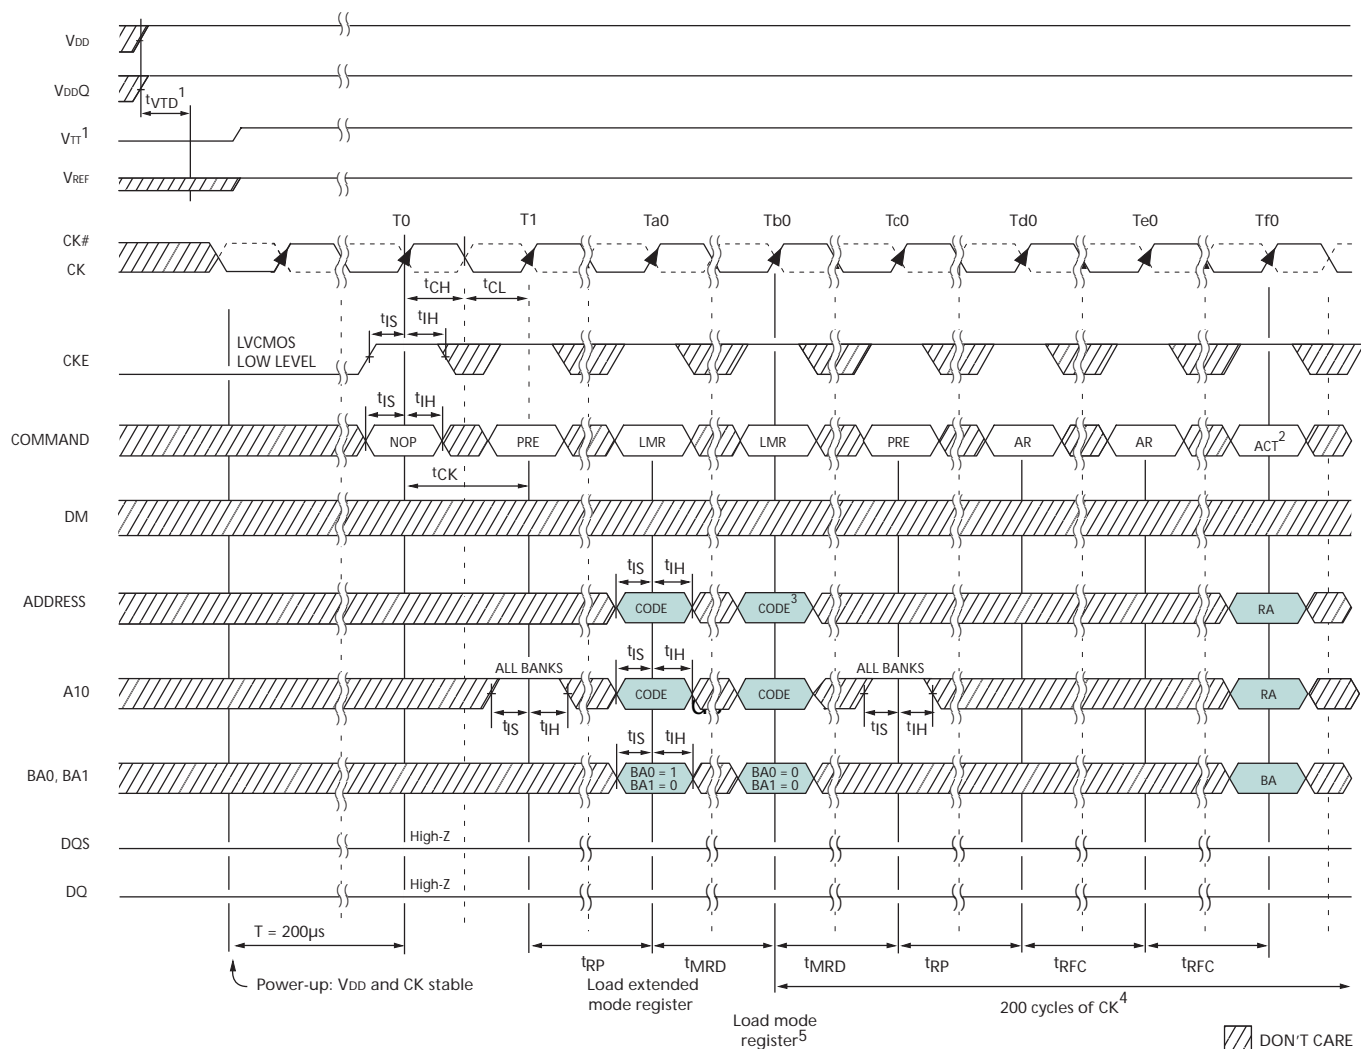 VDD
VDDQ
tVTD1
VTT1
VREF
T0 T1 Ta0 Tb0 Tc0 Td0 Te0 Tf0
CK#
CK
tCH tCL
tIS tIH
LVCMOS
LOW LEVEL
CKE
tIS tIH
COMMAND NOP PRE LMR LMR PRE AR AR ACT2
tCK
DM
tIS tIH
ADDRESS CODE CODE3 RA
tIS tIH
ALL BANKS ALL BANKS
A10 CODE CODE RA
tIS tIH tIS tIH
tIS tIH
BA0, BA1 BA0 = 1 BA0 = 0 BA
BA1 = 0 BA1 = 0
DQS High-Z
DQ High-Z
T = 200µs
tRP tMRD tMRD tRP tRFC tRFC
Power-up: VDD and CK stable
Load extended
mode register
200 cycles of CK4
Load mode
register5
DON'T CARE